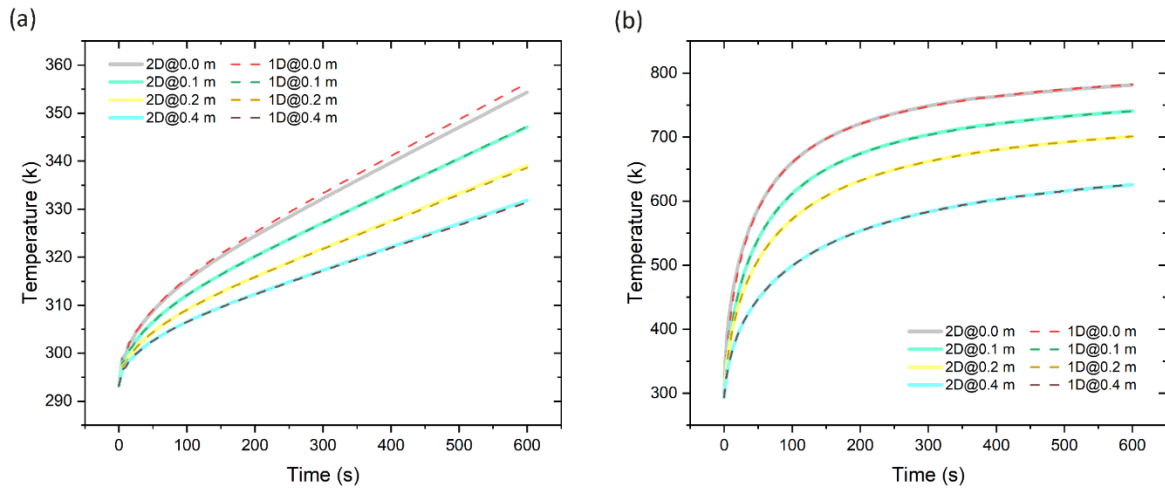 (a)
360
350
340
330
320
310
300
290
Temperature (k)
2D@0.0 m 1D@0.0 m
2D@0.1 m 1D@0.1 m
2D@0.2 m 1D@0.2 m
2D@0.4 m 1D@0.4 m
0 100 200 300 400 500 600
Time (s)
(b)
800
700
600
500
400
300
Temperature (k)
2D@0.0 m 1D@0.0 m
2D@0.1 m 1D@0.1 m
2D@0.2 m 1D@0.2 m
2D@0.4 m 1D@0.4 m
0 100 200 300 400 500 600
Time (s)